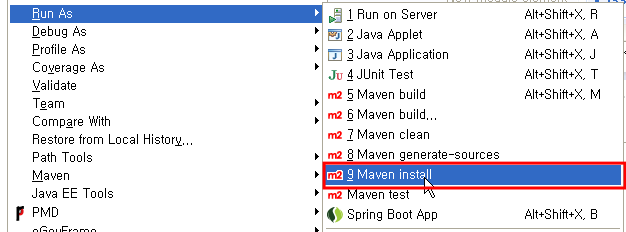 Run As
Debug As
Profile As
Coverage As
Validate
Team
Compare With
Restore from Local History...
Path Tools
Maven
Java EE Tools
PMD
eGovFrame
1 Run on Server Alt+Shift+X, R
2 Java Applet Alt+Shift+X, A
3 Java Application Alt+Shift+X, J
4 JUnit Test Alt+Shift+X, T
5 Maven build Alt+Shift+X, M
6 Maven build...
7 Maven clean
8 Maven generate-sources
9 Maven install
Maven test
Spring Boot App Alt+Shift+X, B